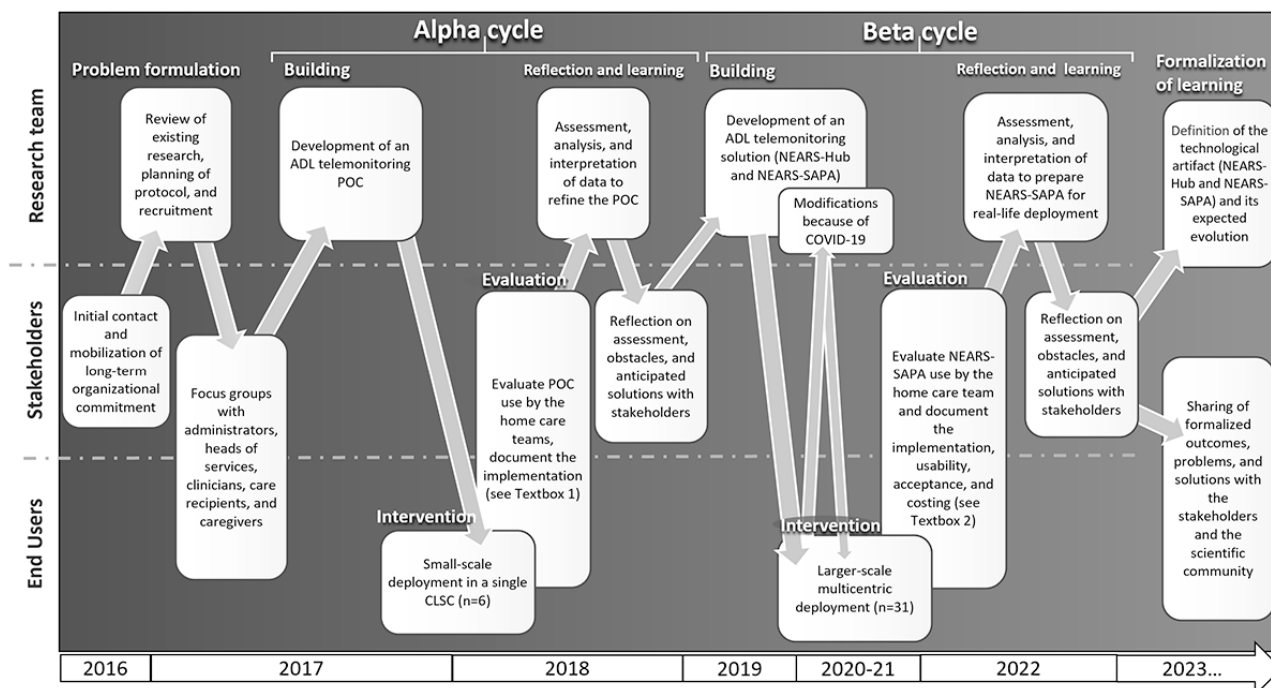 Alpha cycle
Beta cycle
Problem formulation
Building
Reflection and learning
Building
Reflection and learning
Formalization
of learning
Research team
Review of
existing
research,
planning of
protocol, and
recruitment
Development of an
ADL telemonitoring
POC
Assessment,
analysis, and
interpretation
of data to
refine the POC
Development of an
ADL telemonitoring
solution (NEARS-Hub
and NEARS-SAPA)
Modifications
because of
COVID-19
Assessment,
analysis, and
interpretation of
data to prepare
NEARS-SAPA for
real-life deployment
Definition of the
technological
artifact (NEARS-
Hub and NEARS-
SAPA) and its
expected
evolution
Stakeholders
Initial contact
and
mobilization of
long-term
organizational
commitment
Focus groups with
administrators,
heads of
services,
clinicians, care
recipients, and
caregivers
Evaluation
Evaluate POC
use by the
home care
teams,
document the
implementation
(see Textbox 1)
Reflection on
assessment,
obstacles, and
anticipated
solutions with
stakeholders
Evaluation
Evaluate NEARS-
SAPA use by the
home care team
and document
the
implementation,
usability,
acceptance, and
costing (see
Textbox 2)
Reflection on
assessment,
obstacles, and
anticipated
solutions with
stakeholders
Sharing of
formalized
outcomes,
problems, and
solutions with
the
stakeholders
and the
scientific
community
End Users
Intervention
Small-scale
deployment in a single
CLSC (n=6)
Intervention
Larger-scale
multicentric
deployment (n=31)
2016
2017
2018
2019
2020-21
2022
2023...